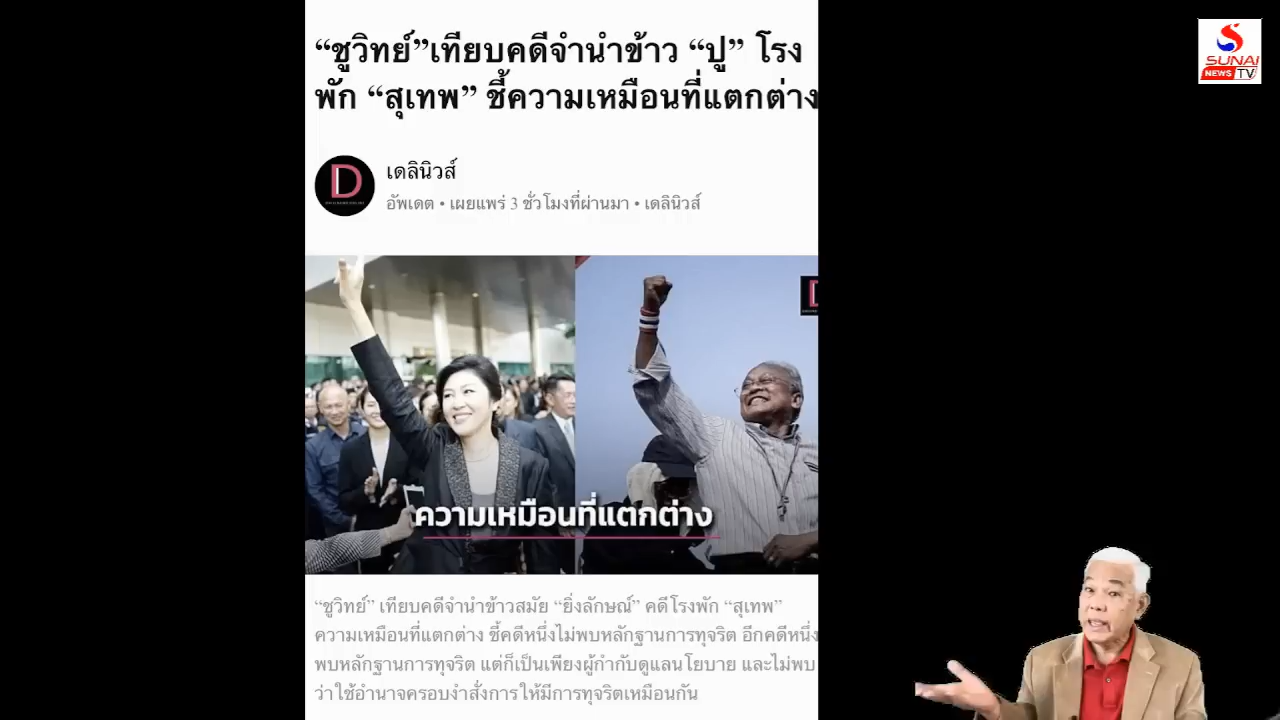 “ชูวิทย์”เทียบคดีจำนำข้าว “ปู” โรง
พัก “สุเทพ” ชี้ความเหมือนที่แตกต่าง
เดลินิวส์
อัพเดต • เผยแพร่ 3 ชั่วโมงที่ผ่านมา • เดลินิวส์
ความเหมือนที่แตกต่าง
“ชูวิทย์” เทียบคดีจำนำข้าวสมัย “ยิ่งลักษณ์” คดีโรงพัก “สุเทพ”
ความเหมือนที่แตกต่าง ชี้คดีหนึ่งไม่พบหลักฐานการทุจริต อีกคดีหนึ่ง
พบหลักฐานการทุจริต แต่ก็เป็นเพียงผู้กำกับดูแลนโยบาย และไม่พบ
ว่าใช้อำนาจครอบงำสั่งการให้มีการทุจริตเหมือนกัน
SUNAI
NEWS TV